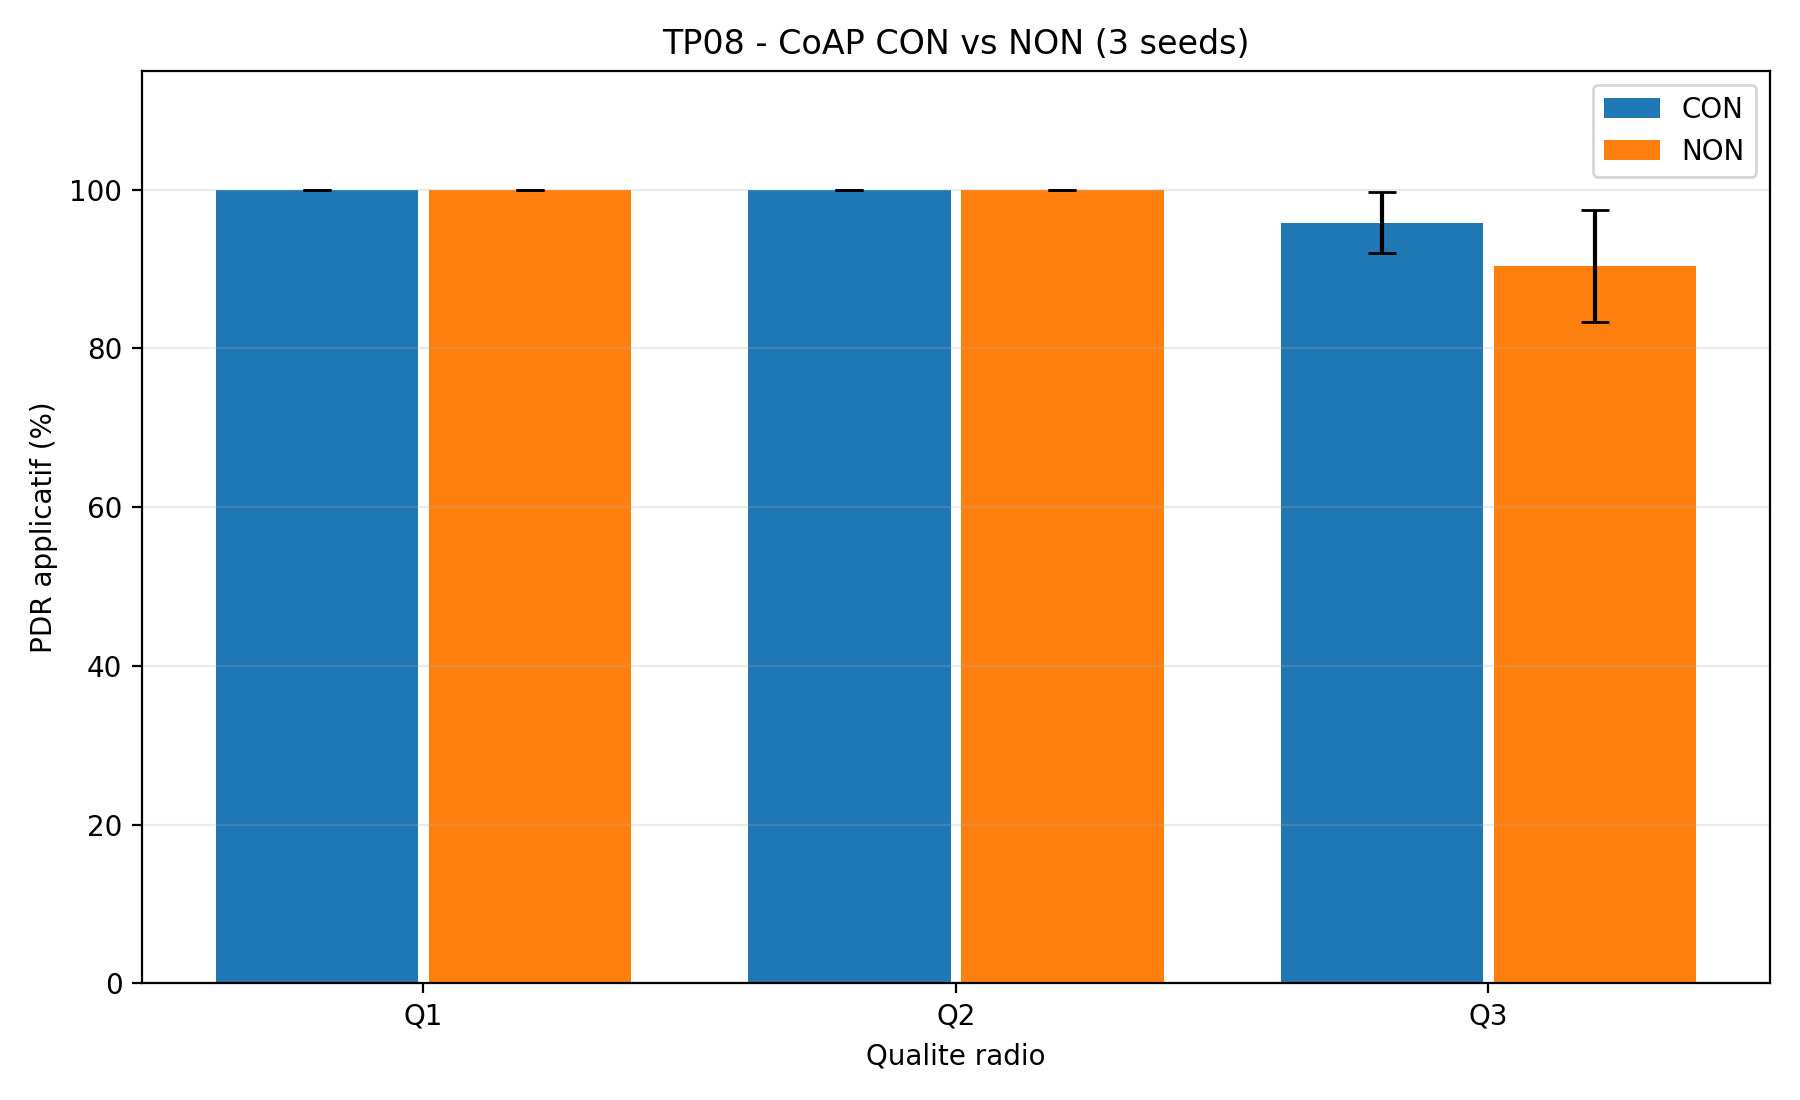 TP08 - CoAP CON vs NON (3 seeds)
CON
NON
100
80
60
40
20
0
PDR applicatif (%)
Q1
Q2
Q3
Qualite radio